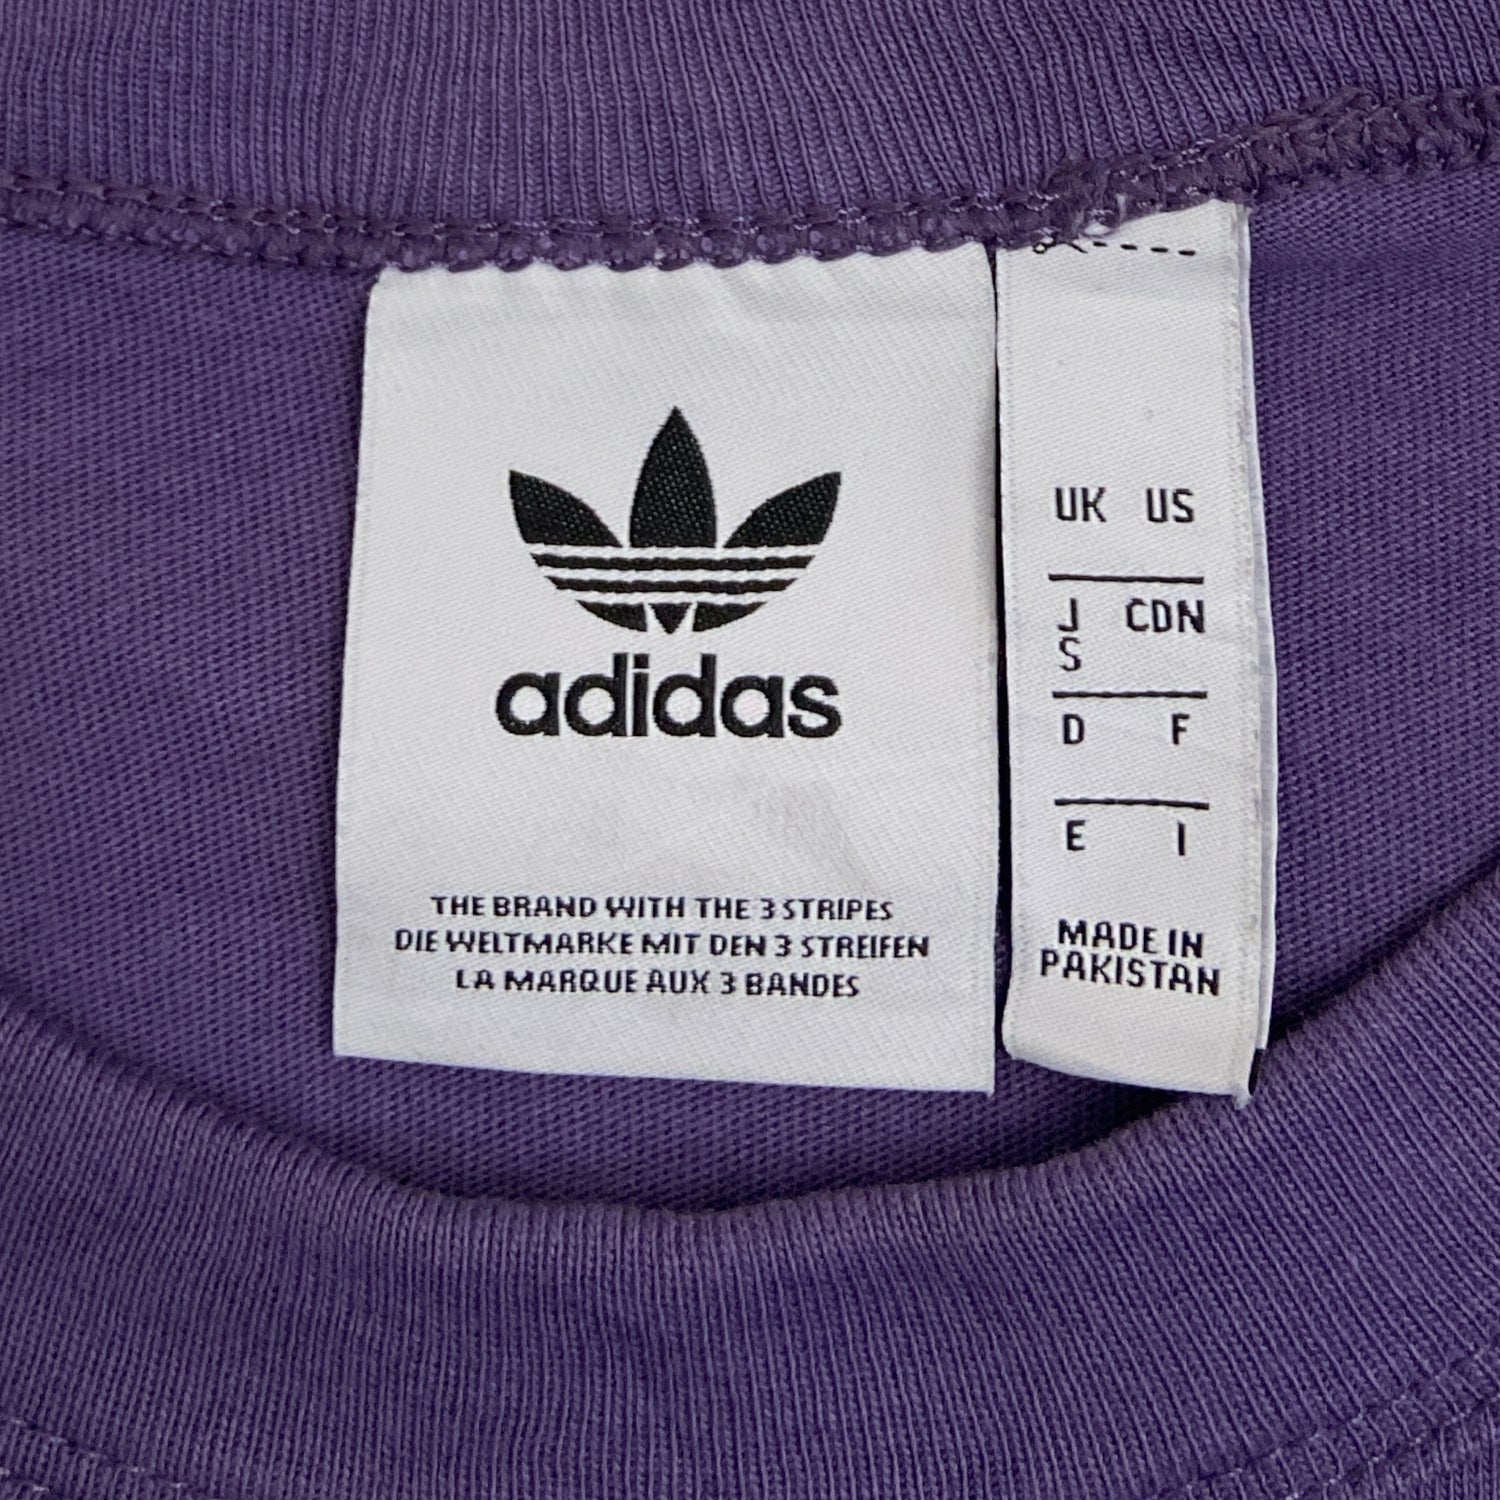 adidas
THE BRAND WITH THE 3 STRIPES
DIE WELTMARKE MIT DEN 3 STREIFEN
LA MARQUE AUX 3 BANDES
UK US
J CDN
S
D F
E I
MADE IN
PAKISTAN